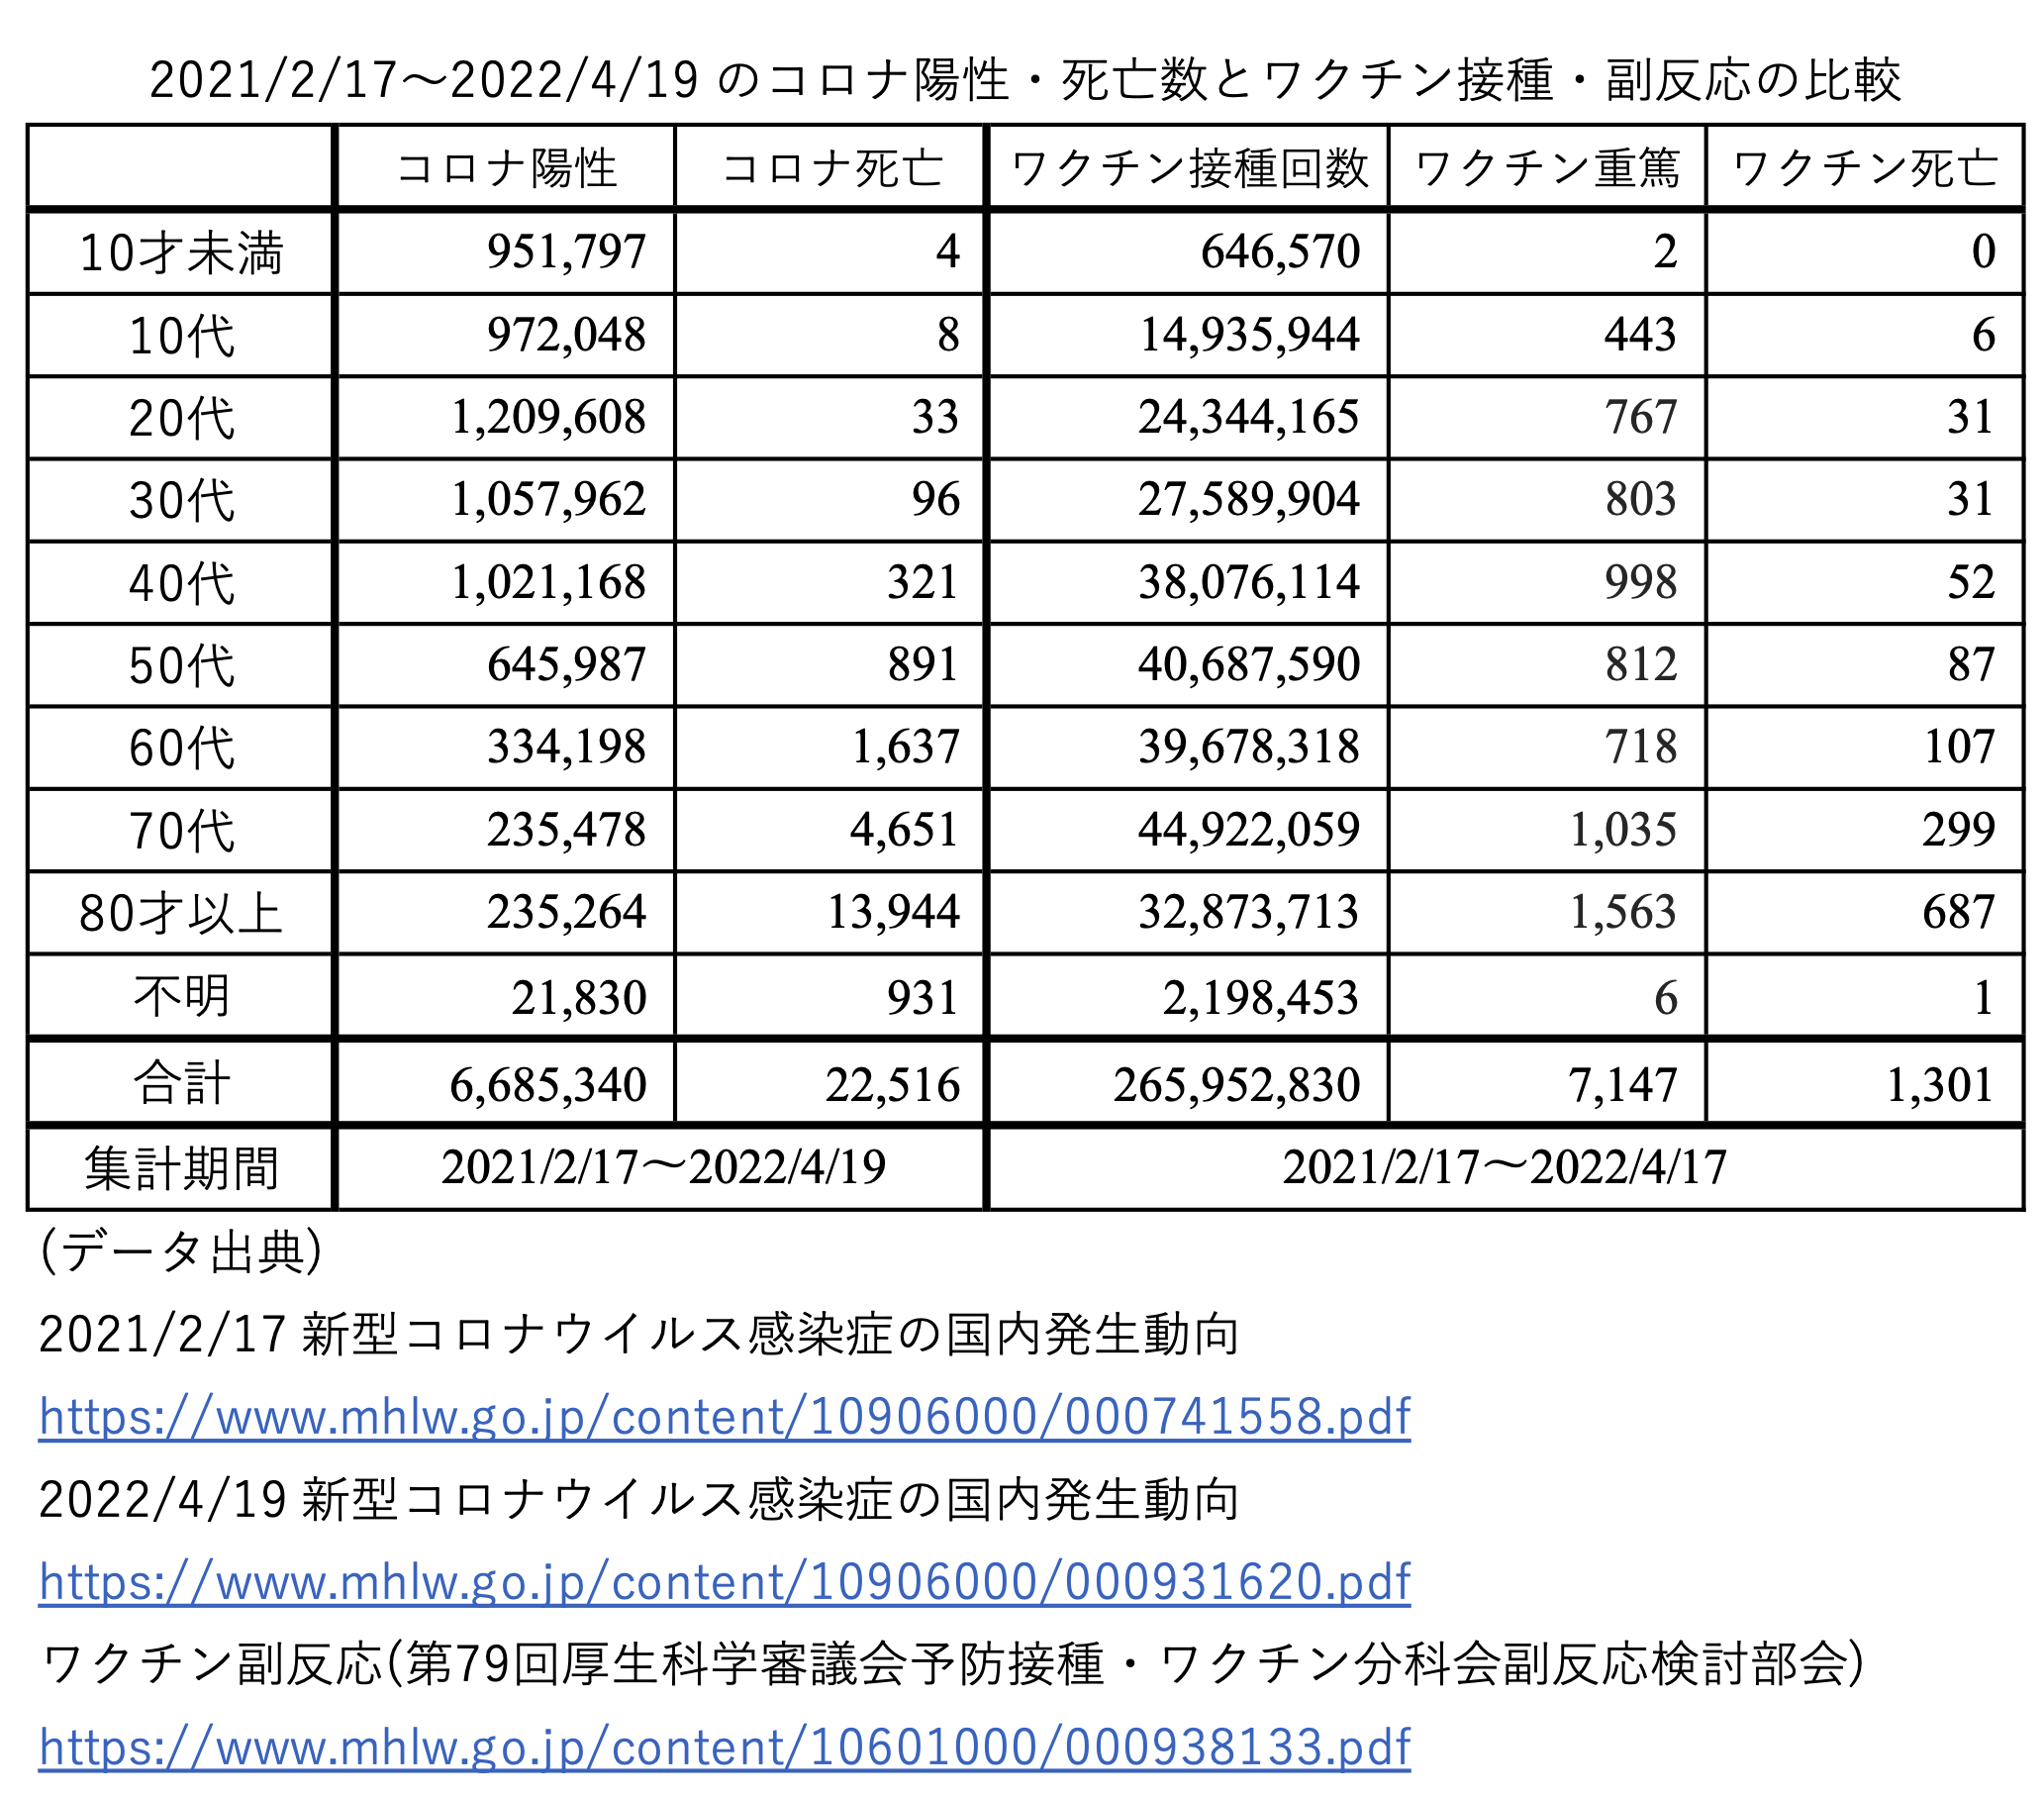 2021/2/17～2022/4/19 のコロナ陽性・死亡数とワクチン接種・副反応の比較
コロナ陽性 コロナ死亡 ワクチン接種回数 ワクチン重篤 ワクチン死亡
10才未満 951,797 4 646,570 2 0
10代 972,048 8 14,935,944 443 6
20代 1,209,608 33 24,344,165 767 31
30代 1,057,962 96 27,589,904 803 31
40代 1,021,168 321 38,076,114 998 52
50代 645,987 891 40,687,590 812 87
60代 334,198 1,637 39,678,318 718 107
70代 235,478 4,651 44,922,059 1,035 299
80才以上 235,264 13,944 32,873,713 1,563 687
不明 21,830 931 2,198,453 6 1
合計 6,685,340 22,516 265,952,830 7,147 1,301
集計期間 2021/2/17～2022/4/19 2021/2/17～2022/4/17
(データ出典)
2021/2/17 新型コロナウイルス感染症の国内発生動向
https://www.mhlw.go.jp/content/10906000/000741558.pdf
2022/4/19 新型コロナウイルス感染症の国内発生動向
https://www.mhlw.go.jp/content/10906000/000931620.pdf
ワクチン副反応(第79回厚生科学審議会予防接種・ワクチン分科会副反応検討部会)
https://www.mhlw.go.jp/content/10601000/000938133.pdf